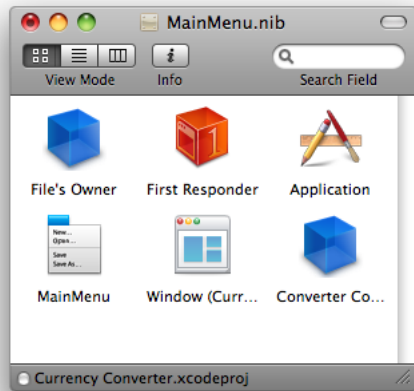 MainMenu.nib
View Mode Info Search Field
File's Owner First Responder Application
New...
Open...
Save
Save As...
MainMenu Window (Curr... Converter Co...
Currency Converter.xcodeproj